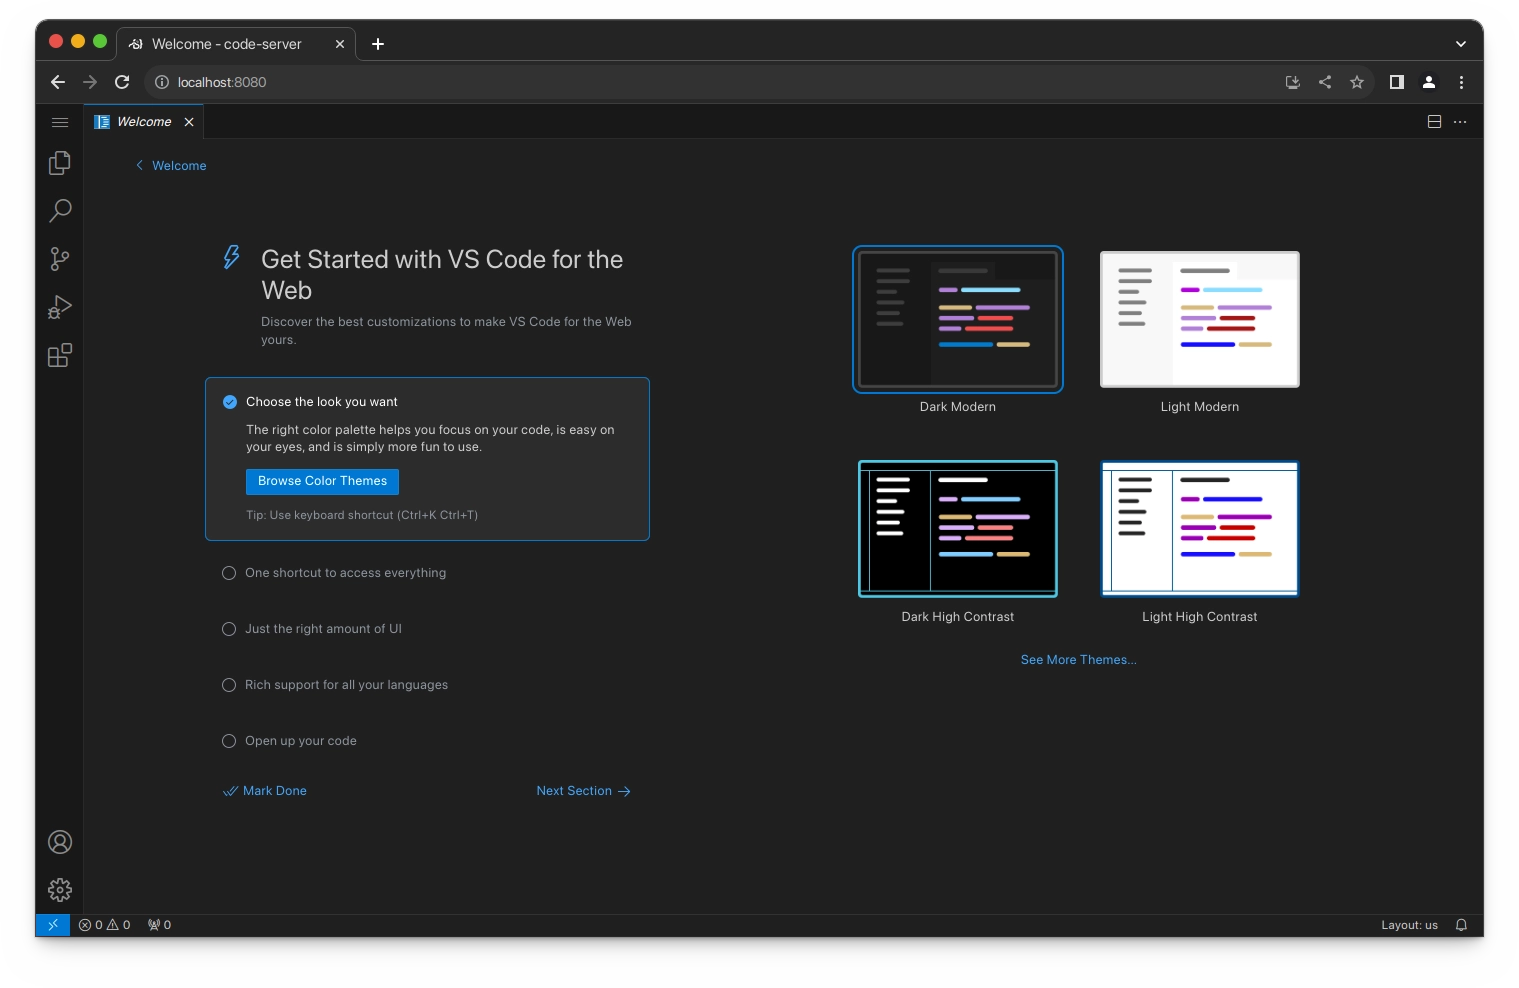 Welcome - code-server
localhost:8080
Welcome
Welcome
Get Started with VS Code for the
Web
Discover the best customizations to make VS Code for the Web
yours.
Choose the look you want
The right color palette helps you focus on your code, is easy on
your eyes, and is simply more fun to use.
Browse Color Themes
Tip: Use keyboard shortcut (Ctrl+K Ctrl+T)
One shortcut to access everything
Just the right amount of UI
Rich support for all your languages
Open up your code
Mark Done
Next Section
Dark Modern
Light Modern
Dark High Contrast
Light High Contrast
See More Themes...
0 0 0
Layout: us